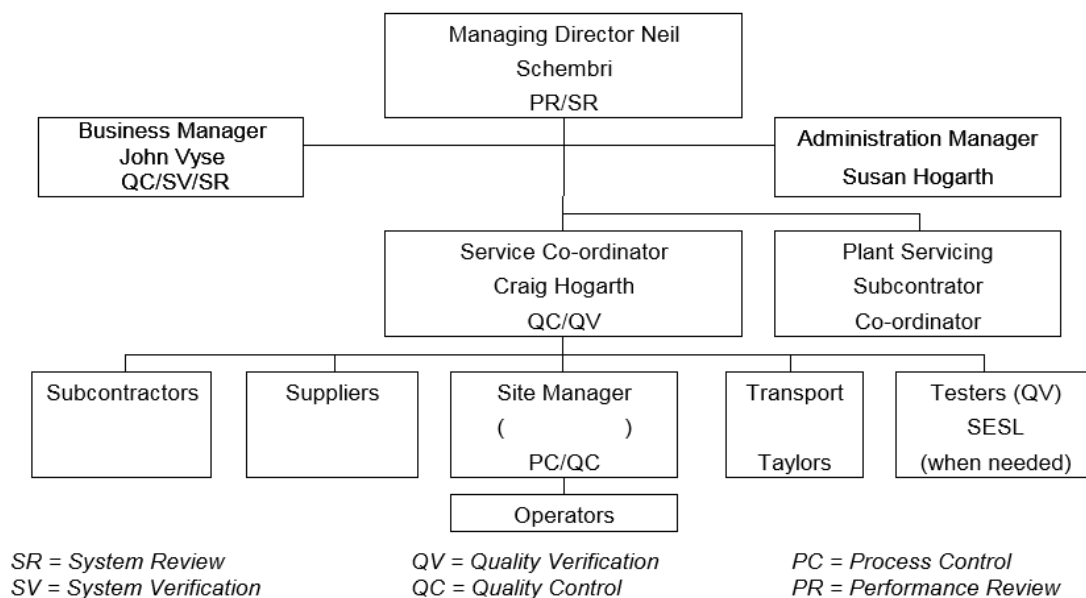 Managing Director Neil
Schembri
PR/SR
Business Manager
John Vyse
QC/SV/SR
Administration Manager
Susan Hogarth
Service Co-ordinator
Craig Hogarth
QC/QV
Plant Servicing
Subcontrator
Co-ordinator
Subcontractors
Suppliers
Site Manager
( )
PC/QC
Transport
Taylors
Testers (QV)
SESL
(when needed)
Operators
SR = System Review
SV = System Verification
QV = Quality Verification
QC = Quality Control
PC = Process Control
PR = Performance Review